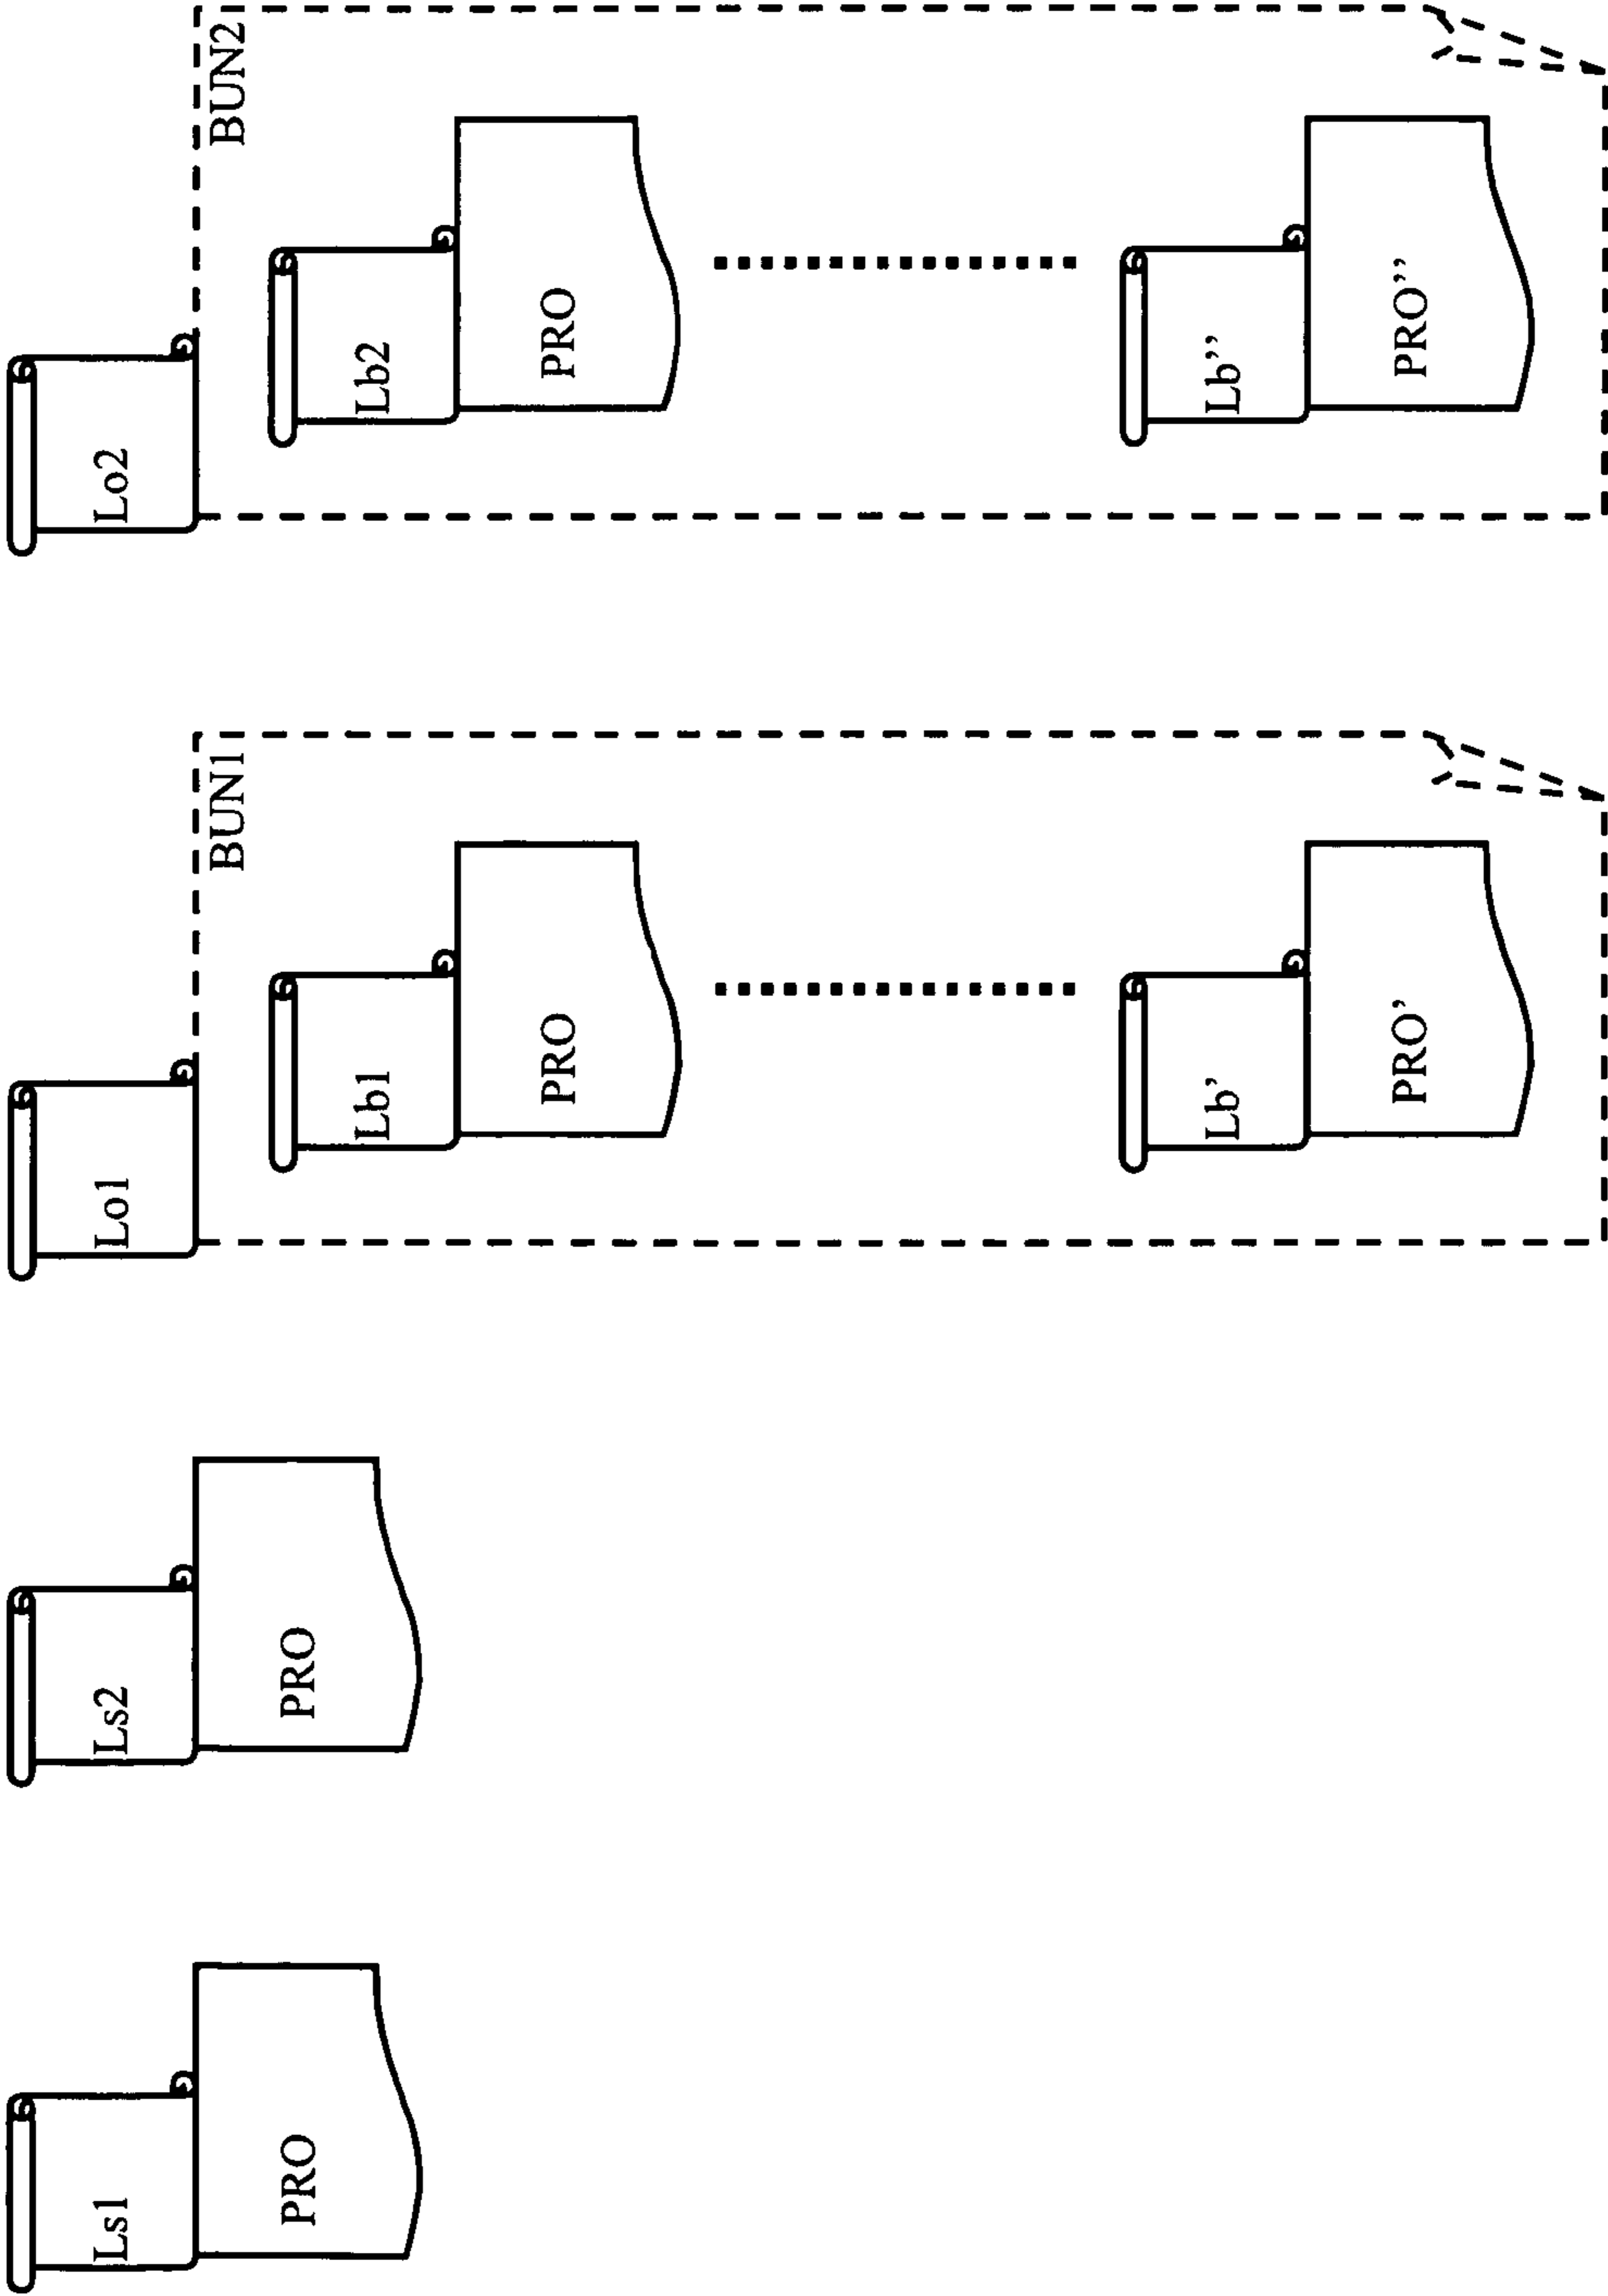 Ls1 Ls2 Lo1 Lo2
BUN1 BUN2
PRO PRO
Lb1 Lb2
PRO PRO
Lb’ Lb’’
PRO’ PRO’’